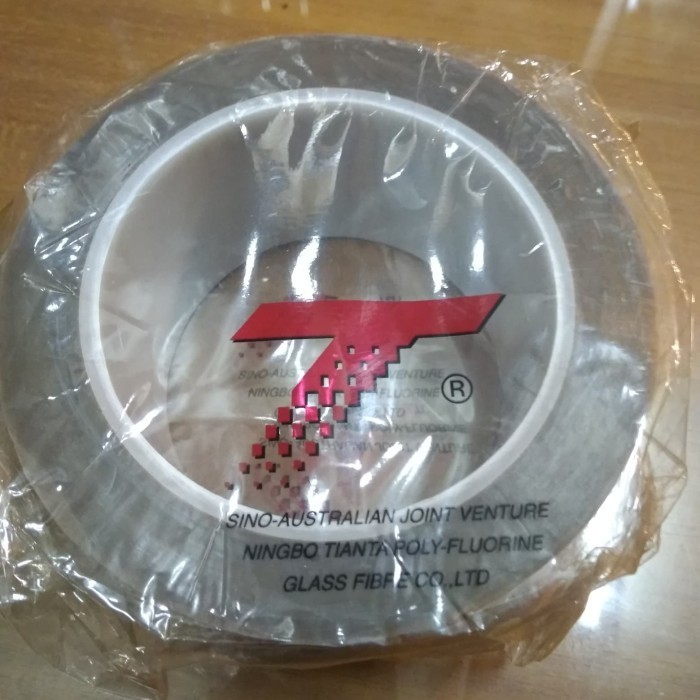 ®
SINO-AUSTRALIAN JOINT VENTURE
NINGBO TIANTA POLY-FLUORINE
GLASS FIBRE CO.,LTD